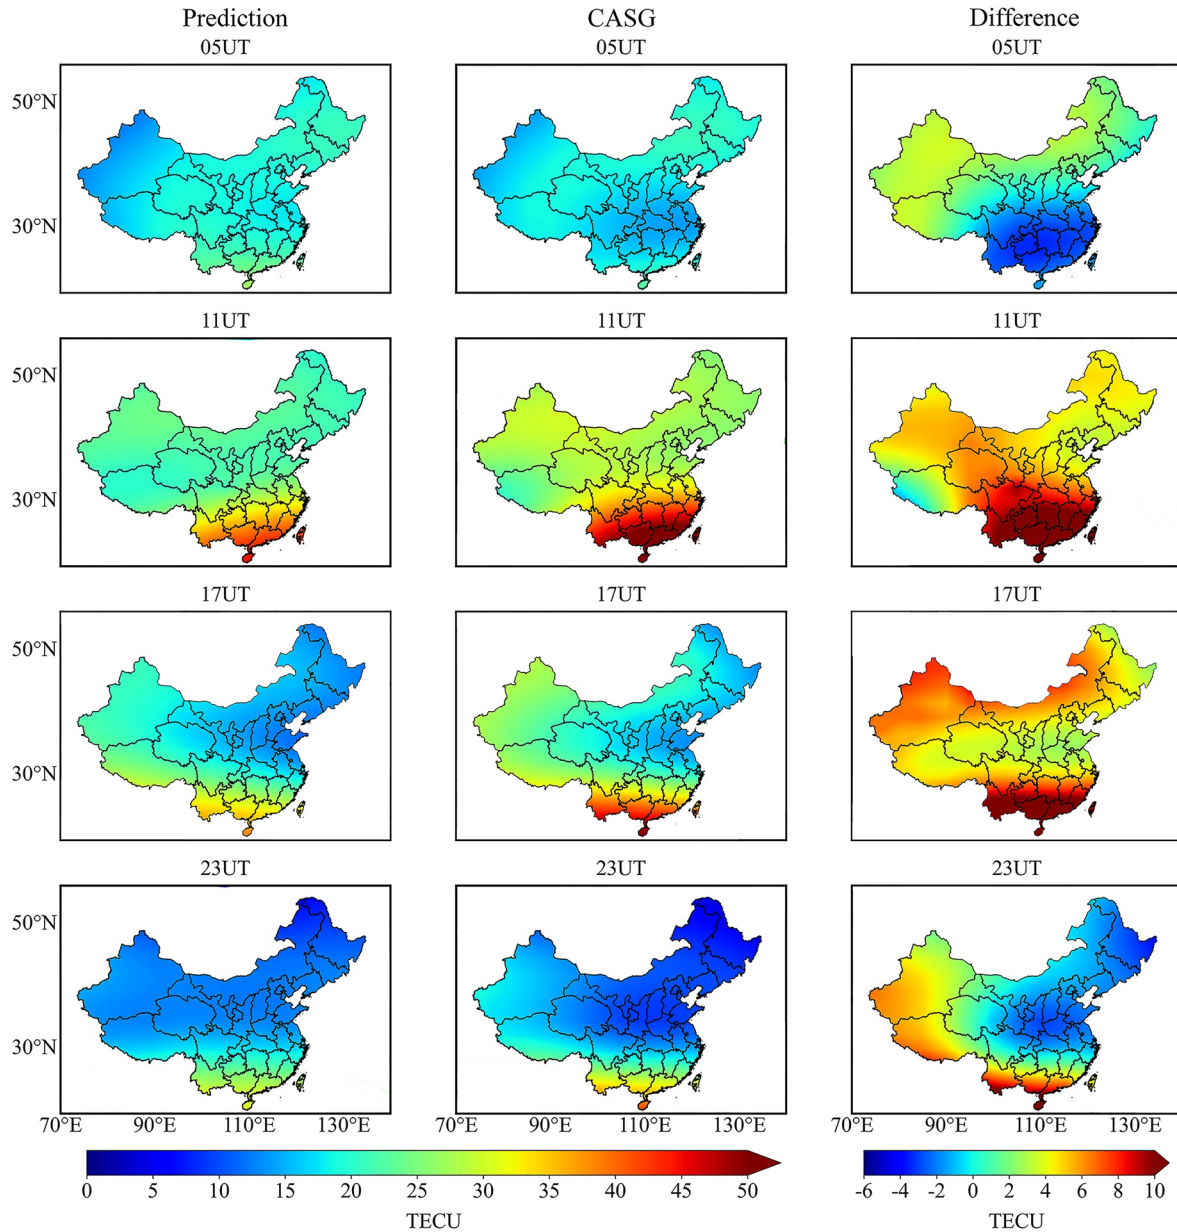 Prediction CASG Difference
05UT 05UT 05UT
50°N
30°N
11UT 11UT 11UT
50°N
30°N
17UT 17UT 17UT
50°N
30°N
23UT 23UT 23UT
50°N
30°N
70°E 90°E 110°E 130°E 70°E 90°E 110°E 130°E 70°E 90°E 110°E 130°E
0 5 10 15 20 25 30 35 40 45 50 -6 -4 -2 0 2 4 6 8 10
TECU TECU